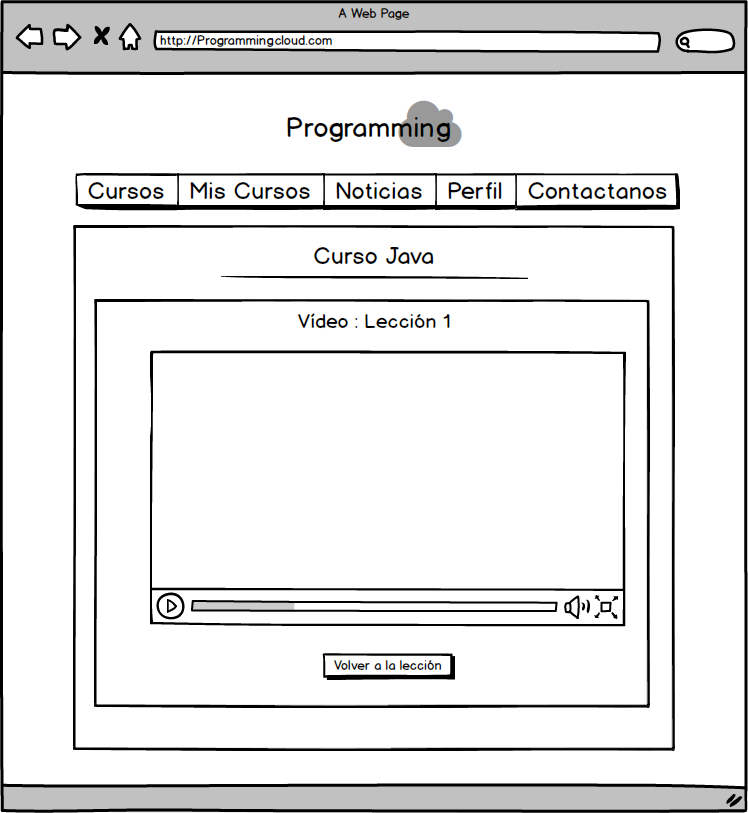 A Web Page
http://Programmingcloud.com
Programming
Cursos Mis Cursos Noticias Perfil Contactanos
Curso Java
Vídeo : Lección 1
Volver a la lección